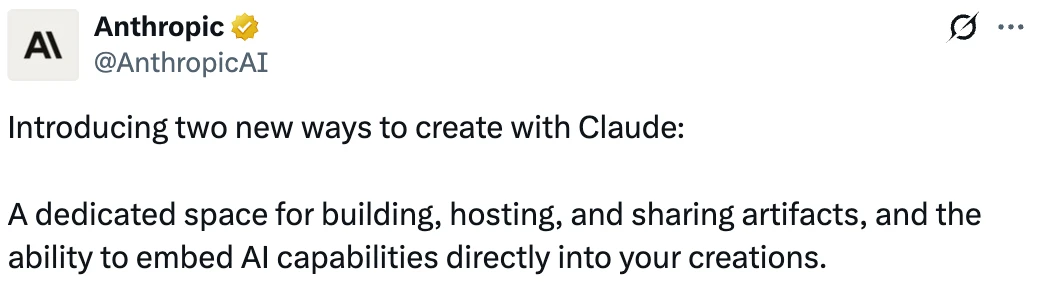 Anthropic
@AnthropicAI
Introducing two new ways to create with Claude:
A dedicated space for building, hosting, and sharing artifacts, and the
ability to embed AI capabilities directly into your creations.